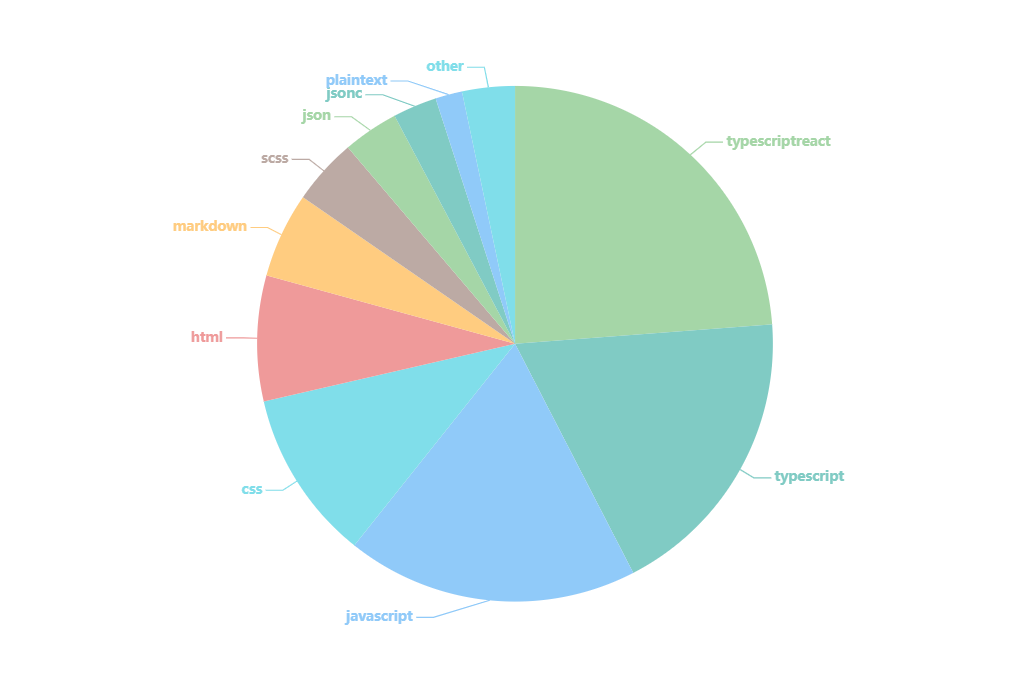 other
plaintext
jsonc
json
typescriptreact
scss
markdown
html
typescript
css
javascript